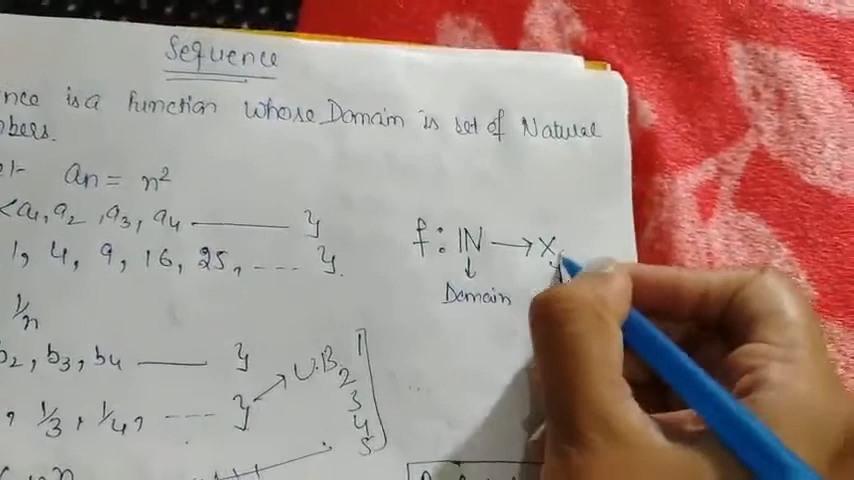 Sequence
nce is a function whose Domain is set of Natural
bers.
an = n²
<a₁, a₂, a₃, a₄ ——— }
1, 4, 9, 16, 25, ---- }.
f : ℕ → X
Domain
1/n
b₂, b₃, b₄ ——— }
, 1/3, 1/4, ---- }
U.B
1
2
3
4
5